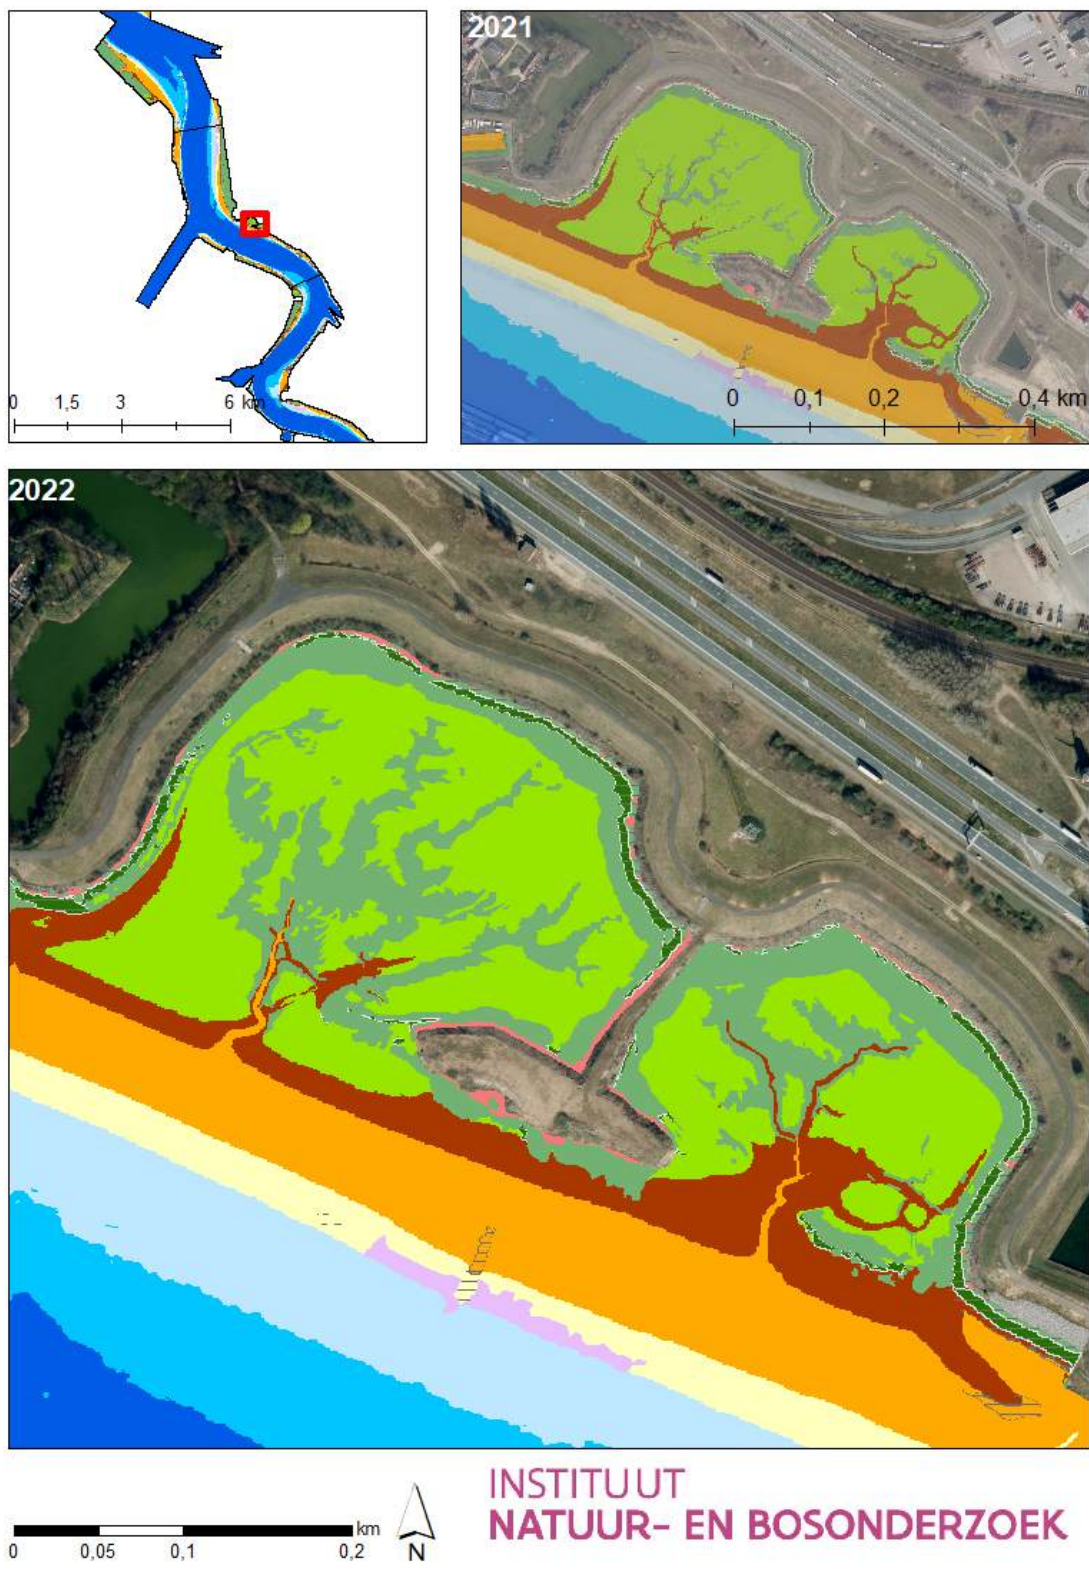 2021
0 1,5 3 6 km
0 0,1 0,2 0,4 km
2022
km
0 0,05 0,1 0,2
N
INSTITUUT
NATUUR- EN BOSONDERZOEK